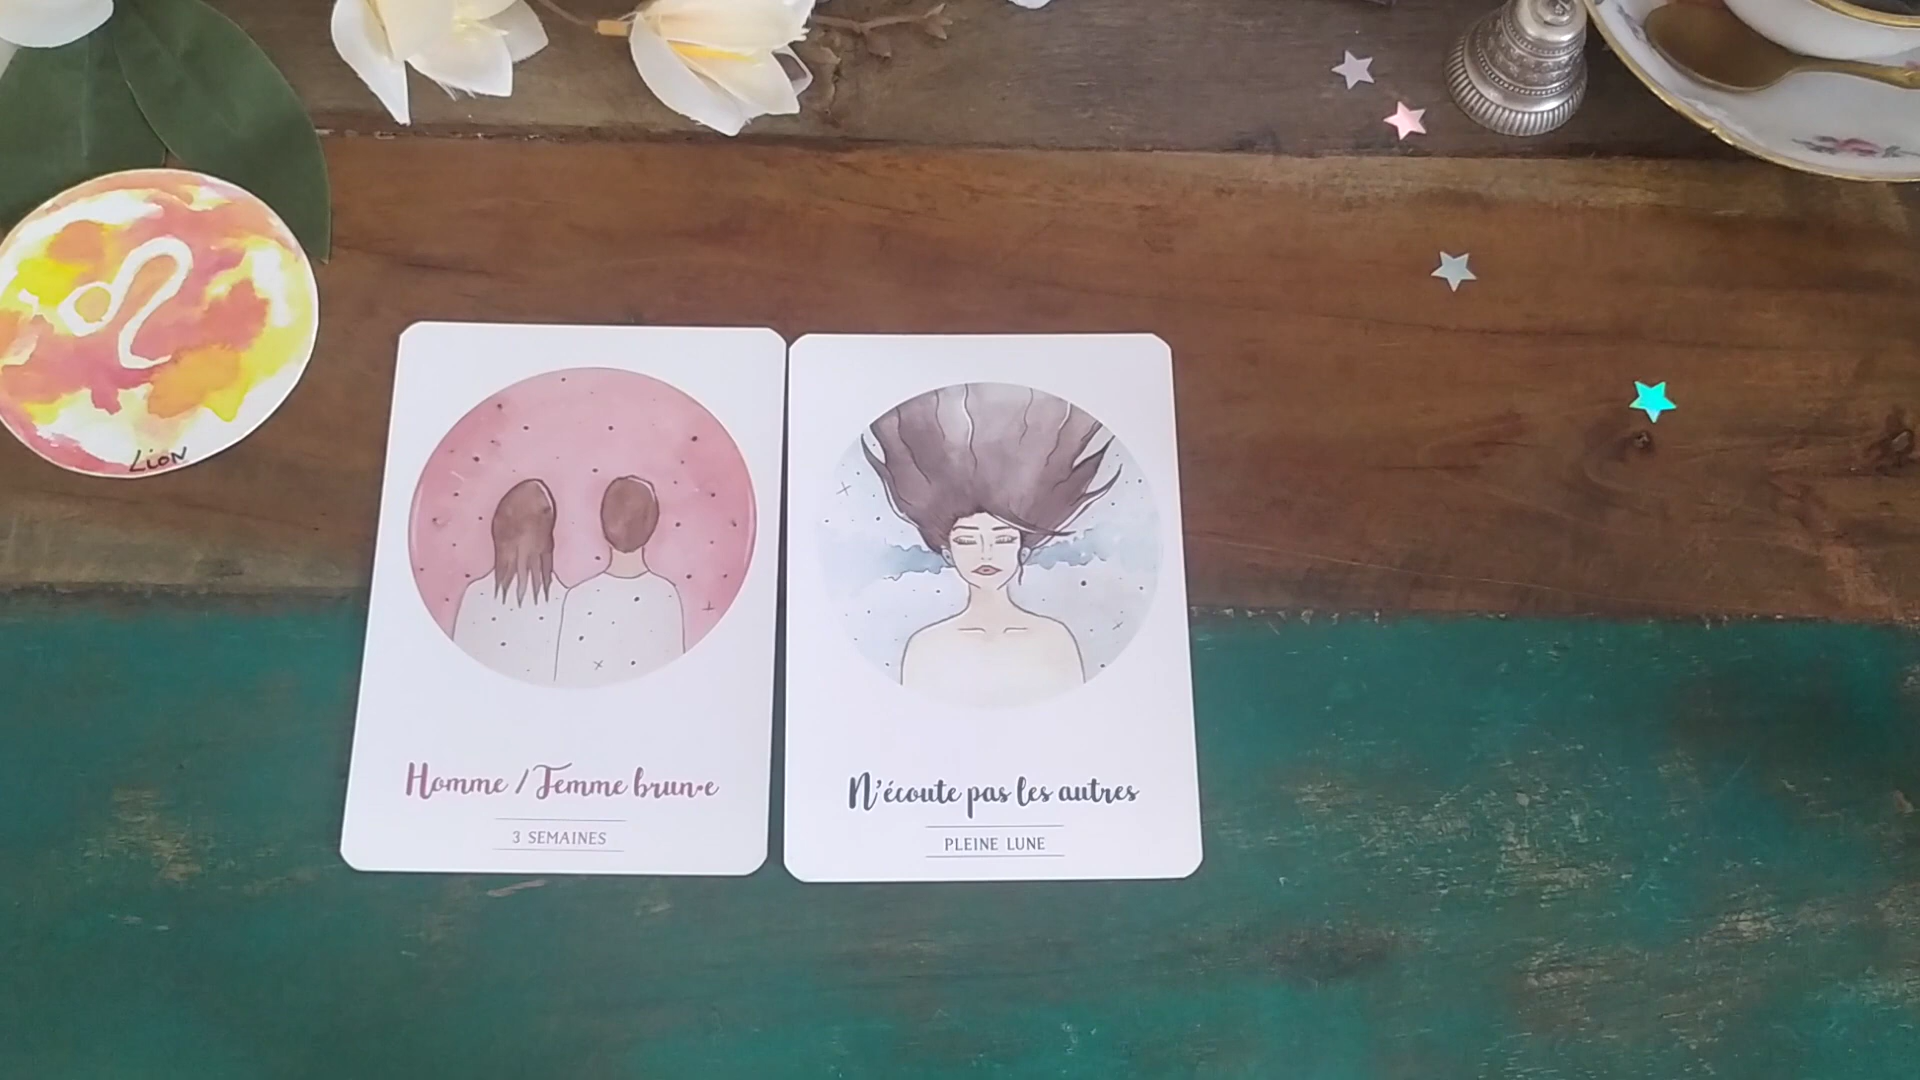 Lion
Homme / Femme brun•e
3 SEMAINES
N'écoute pas les autres
PLEINE LUNE